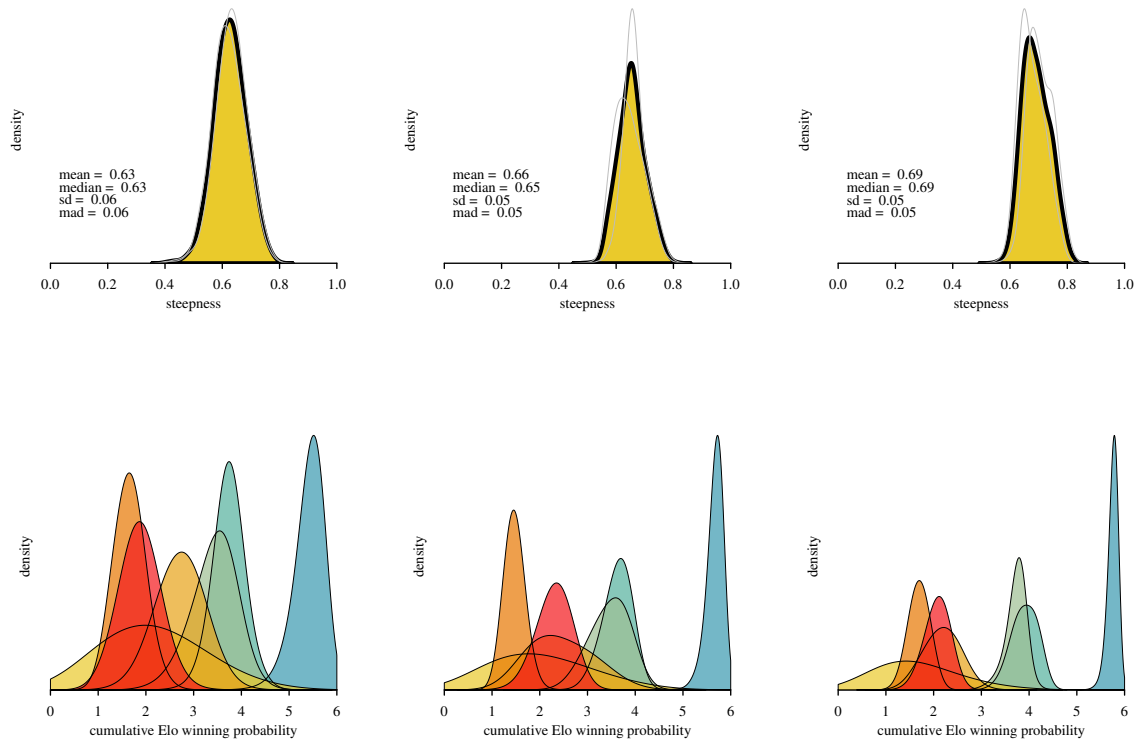 density
mean = 0.63
median = 0.63
sd = 0.06
mad = 0.06
0.0 0.2 0.4 0.6 0.8 1.0
steepness
density
mean = 0.66
median = 0.65
sd = 0.05
mad = 0.05
0.0 0.2 0.4 0.6 0.8 1.0
steepness
density
mean = 0.69
median = 0.69
sd = 0.05
mad = 0.05
0.0 0.2 0.4 0.6 0.8 1.0
steepness
density
0 1 2 3 4 5 6
cumulative Elo winning probability
density
0 1 2 3 4 5 6
cumulative Elo winning probability
density
0 1 2 3 4 5 6
cumulative Elo winning probability